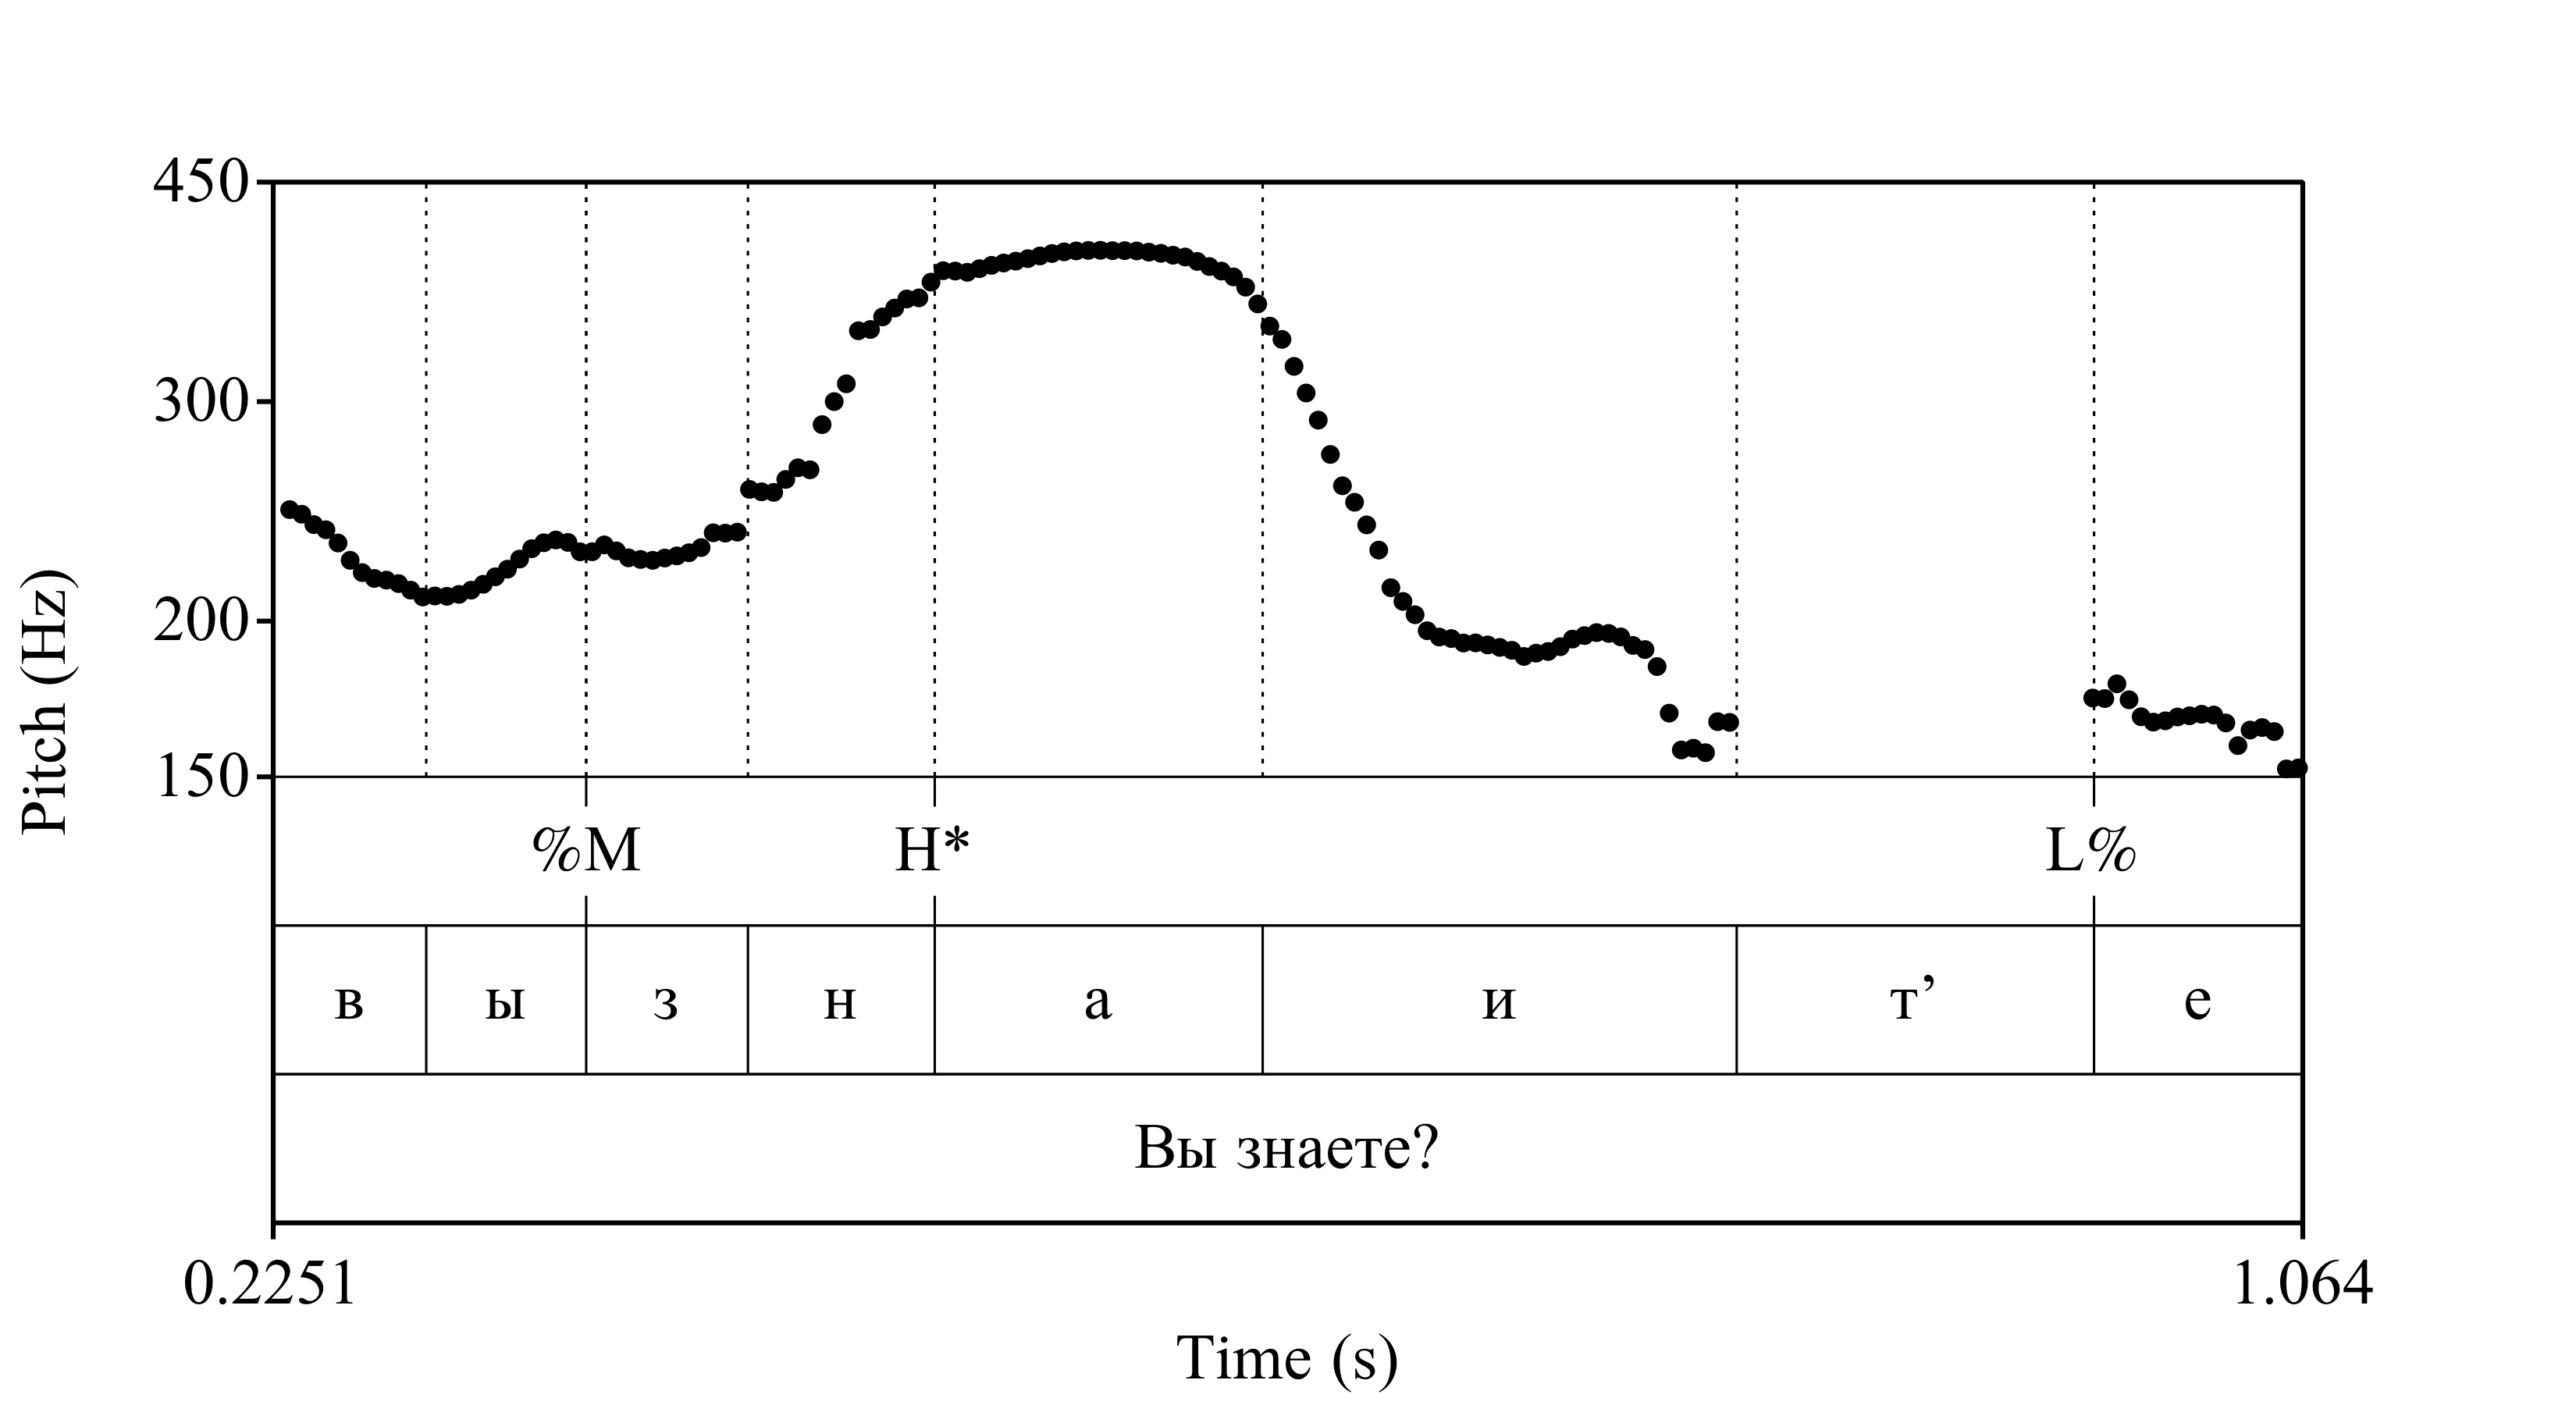 450
300
200
150
Pitch (Hz)
%M H* L%
в ы з н а и т’ е
Вы знаете?
0.2251 1.064
Time (s)